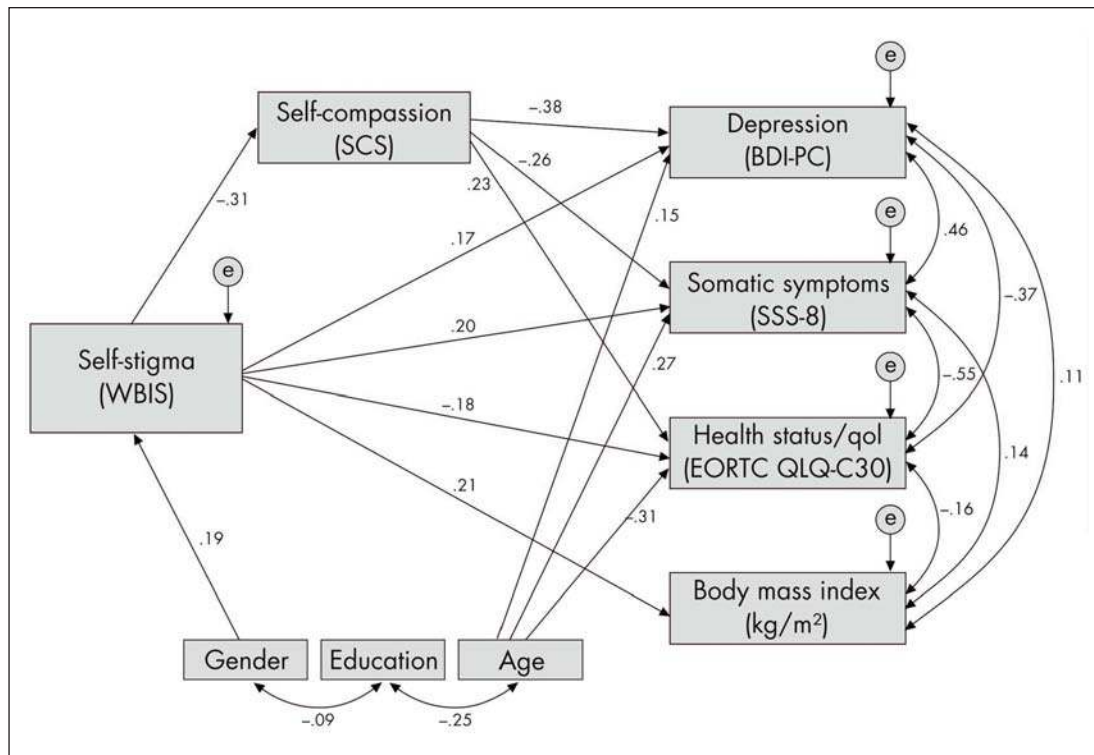 e
Self-compassion
(SCS)
–.38
Depression
(BDI-PC)
–.26
.23
–.31
.15
e
.17
.46
e
Somatic symptoms
(SSS-8)
–.37
.20
Self-stigma
(WBIS)
.27
e
–.55
.11
–.18
Health status/qol
(EORTC QLQ-C30)
.14
.21
–.31
–.16
e
.19
Body mass index
(kg/m²)
Gender
Education
Age
–.09
–.25